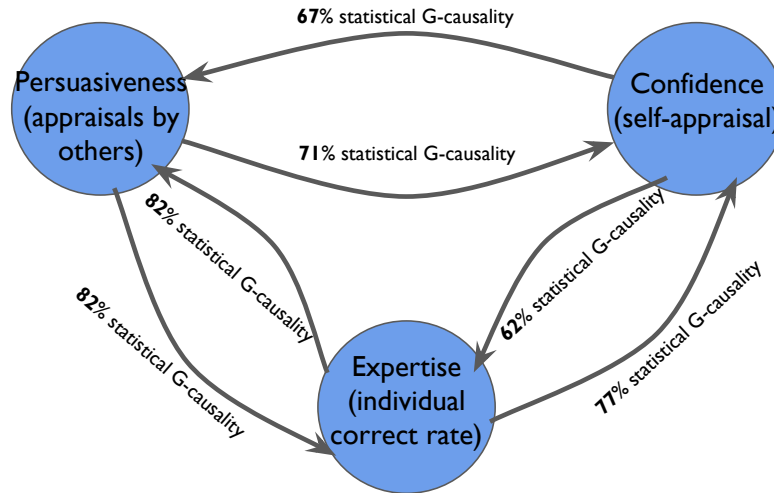 67% statistical G-causality
Persuasiveness
(appraisals by
others)
Confidence
(self-appraisal)
71% statistical G-causality
82% statistical G-causality
82% statistical G-causality
62% statistical G-causality
77% statistical G-causality
Expertise
(individual
correct rate)